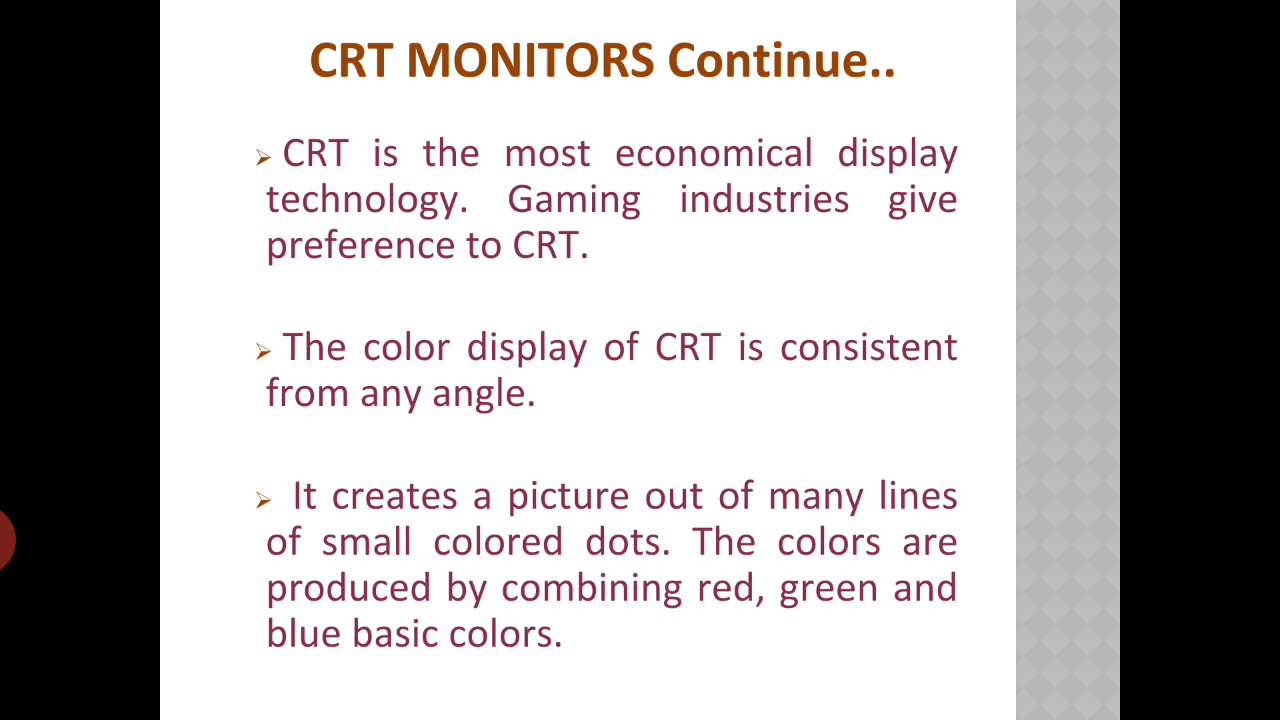 CRT MONITORS Continue..
➢ CRT is the most economical display
technology. Gaming industries give
preference to CRT.
➢ The color display of CRT is consistent
from any angle.
➢ It creates a picture out of many lines
of small colored dots. The colors are
produced by combining red, green and
blue basic colors.